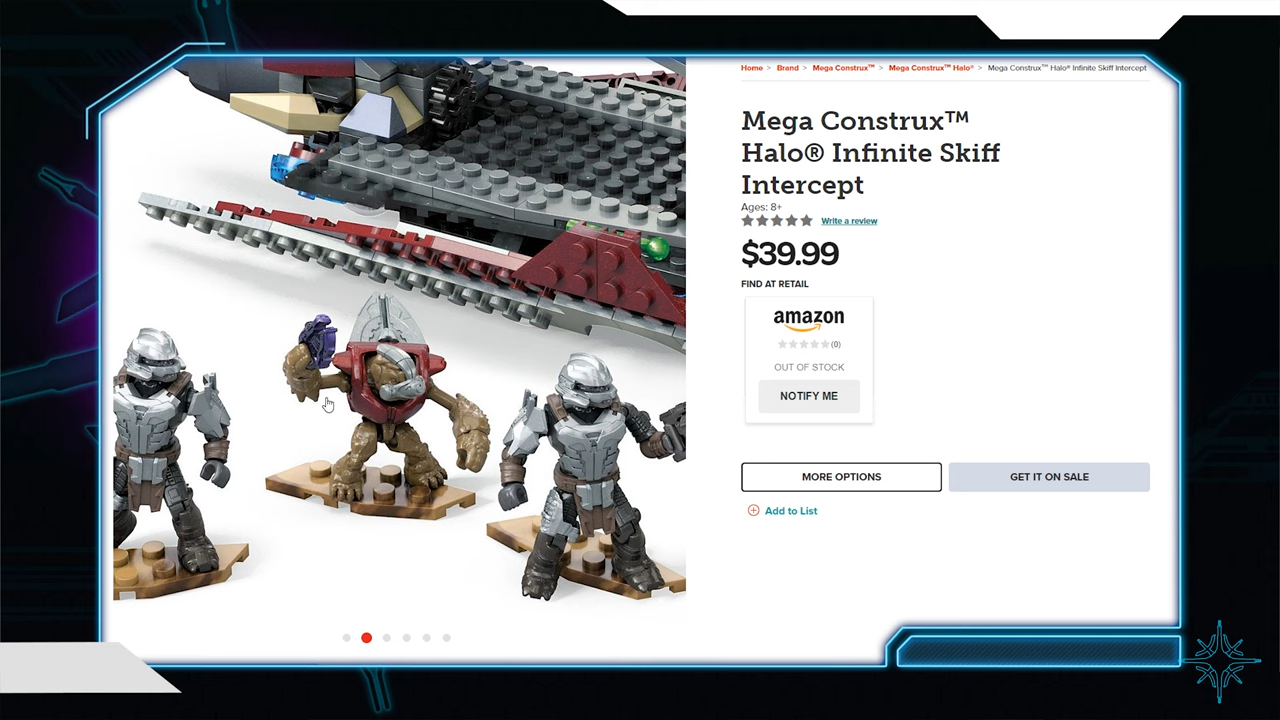 Home > Brand > Mega Construx™ > Mega Construx™ Halo® > Mega Construx™ Halo® Infinite Skiff Intercept
Mega Construx™
Halo® Infinite Skiff
Intercept
Ages: 8+
Write a review
$39.99
FIND AT RETAIL
amazon
(0)
OUT OF STOCK
NOTIFY ME
MORE OPTIONS
GET IT ON SALE
Add to List